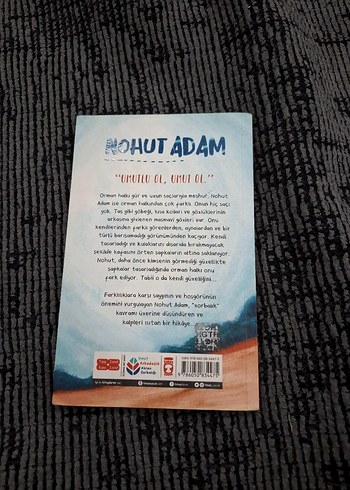 NOHUT ADAM
"UMUTLU OL, UMUT OL."
Orman halkı gür ve uzun saçlarıyla meşhur, Nohut
Adam ise orman halkından çok farklı. Onun hiç saçı
yok. Taş gibi göbeği, kısa kolları ve gözlüklerinin
arkasına gizlenen masmavi gözleri var. Onu
kendilerinden farklı görenlerden, aynalardan ve bir
türlü barışamadığı görünümünden kaçıyor. Kendi
tasarladığı ve kulaklarını dışarıda bırakmayacak
şekilde kafasını örten şapkaların altına saklanıyor.
Nohut, daha önce kimsenin görmediği güzellikte
şapkalar tasarladığında orman halkı onu
fark ediyor. Tabii o da kendi güzelliğini...
Farklılıklara karşı saygının ve hoşgörünün
önemini vurgulayan Nohut Adam, "zorbalık"
kavramı üzerine düşündüren ve
kalpleri ısıtan bir hikâye...